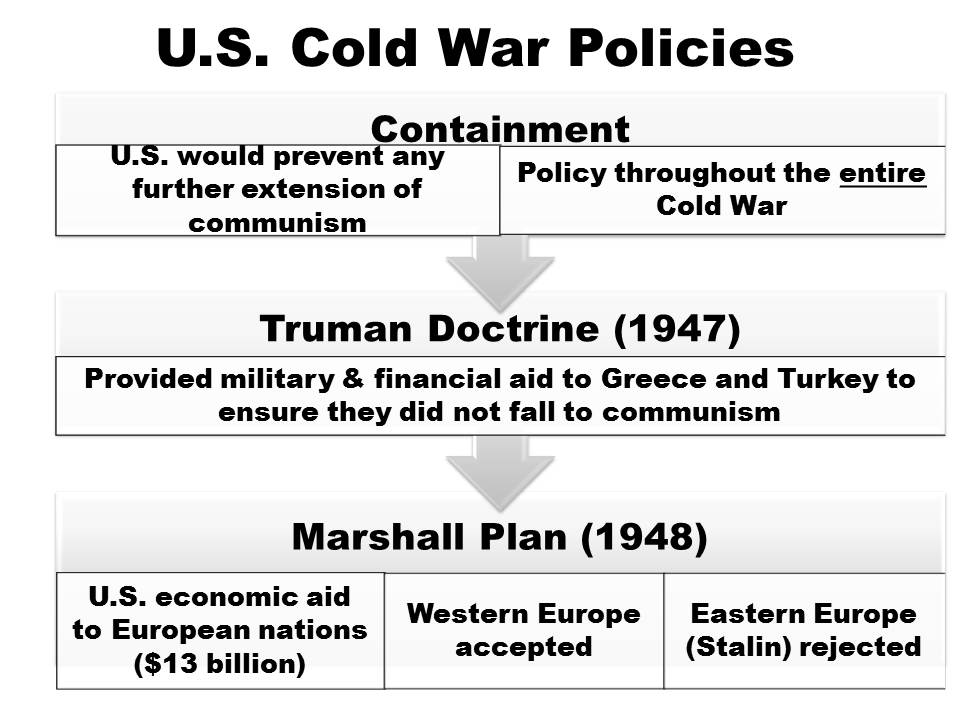 U.S. Cold War Policies
Containment
U.S. would prevent any
further extension of
communism
Policy throughout the entire
Cold War
Truman Doctrine (1947)
Provided military & financial aid to Greece and Turkey to
ensure they did not fall to communism
Marshall Plan (1948)
U.S. economic aid
to European nations
($13 billion)
Western Europe
accepted
Eastern Europe
(Stalin) rejected